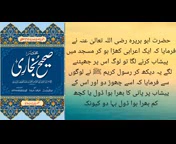 صحیح بخاری
حضرت ابو ہریرہ رضی اللہ تعالیٰ عنہ نے
فرمایا کہ ایک اعرابی کھڑا ہو کر مسجد میں
پیشاب کرنے لگا تو لوگ اس پر جھپٹنے
لگے یہ دیکھ کر رسول کریم ﷺ نے لوگوں
سے فرمایا کہ اسے چھوڑ دو اور اس کے
پیشاب پر پانی کا بھرا ہوا ڈول یا کچھ
کم بھرا ہوا ڈول بہا دو کیونکہ